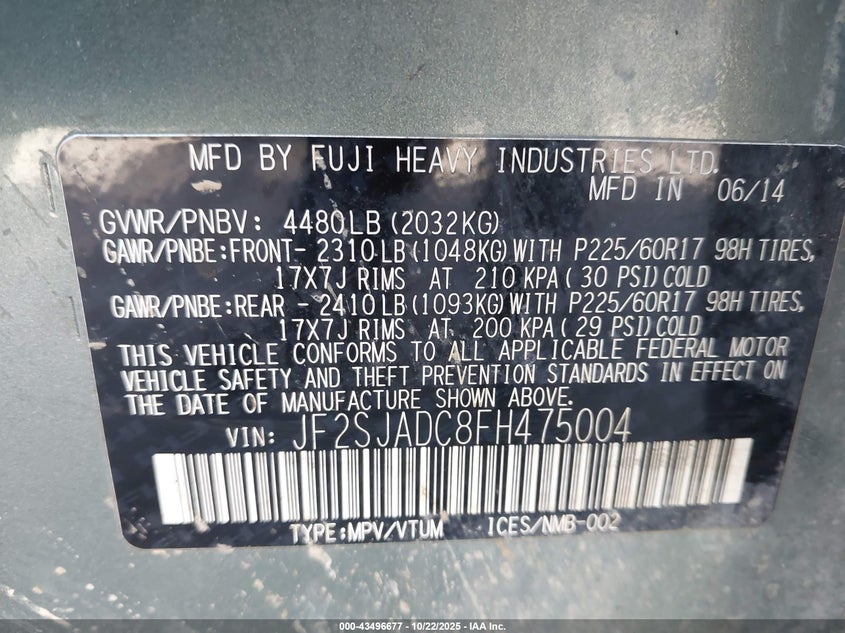 MFD BY FUJI HEAVY INDUSTRIES LTD.
MFD IN 06/14
GVWR/PNBV: 4480LB(2032KG)
GAWR/PNBE:FRONT- 2310LB(1048KG)WITH P225/60R17 98H TIRES,
17X7J RIMS AT 210 KPA(30 PSI)COLD
GAWR/PNBE:REAR - 2410LB(1093KG)WITH P225/60R17 98H TIRES,
17X7J RIMS AT 200 KPA(29 PSI)COLD
THIS VEHICLE CONFORMS TO ALL APPLICABLE FEDERAL MOTOR
VEHICLE SAFETY AND THEFT PREVENTION STANDARDS IN EFFECT ON
THE DATE OF MANUFACTURE SHOWN ABOVE.
VIN: JF2SJADC8FH475004
TYPE:MPV/VTUM ICES/NMB-002
000-43496677 - 10/22/2025 - IAA Inc.